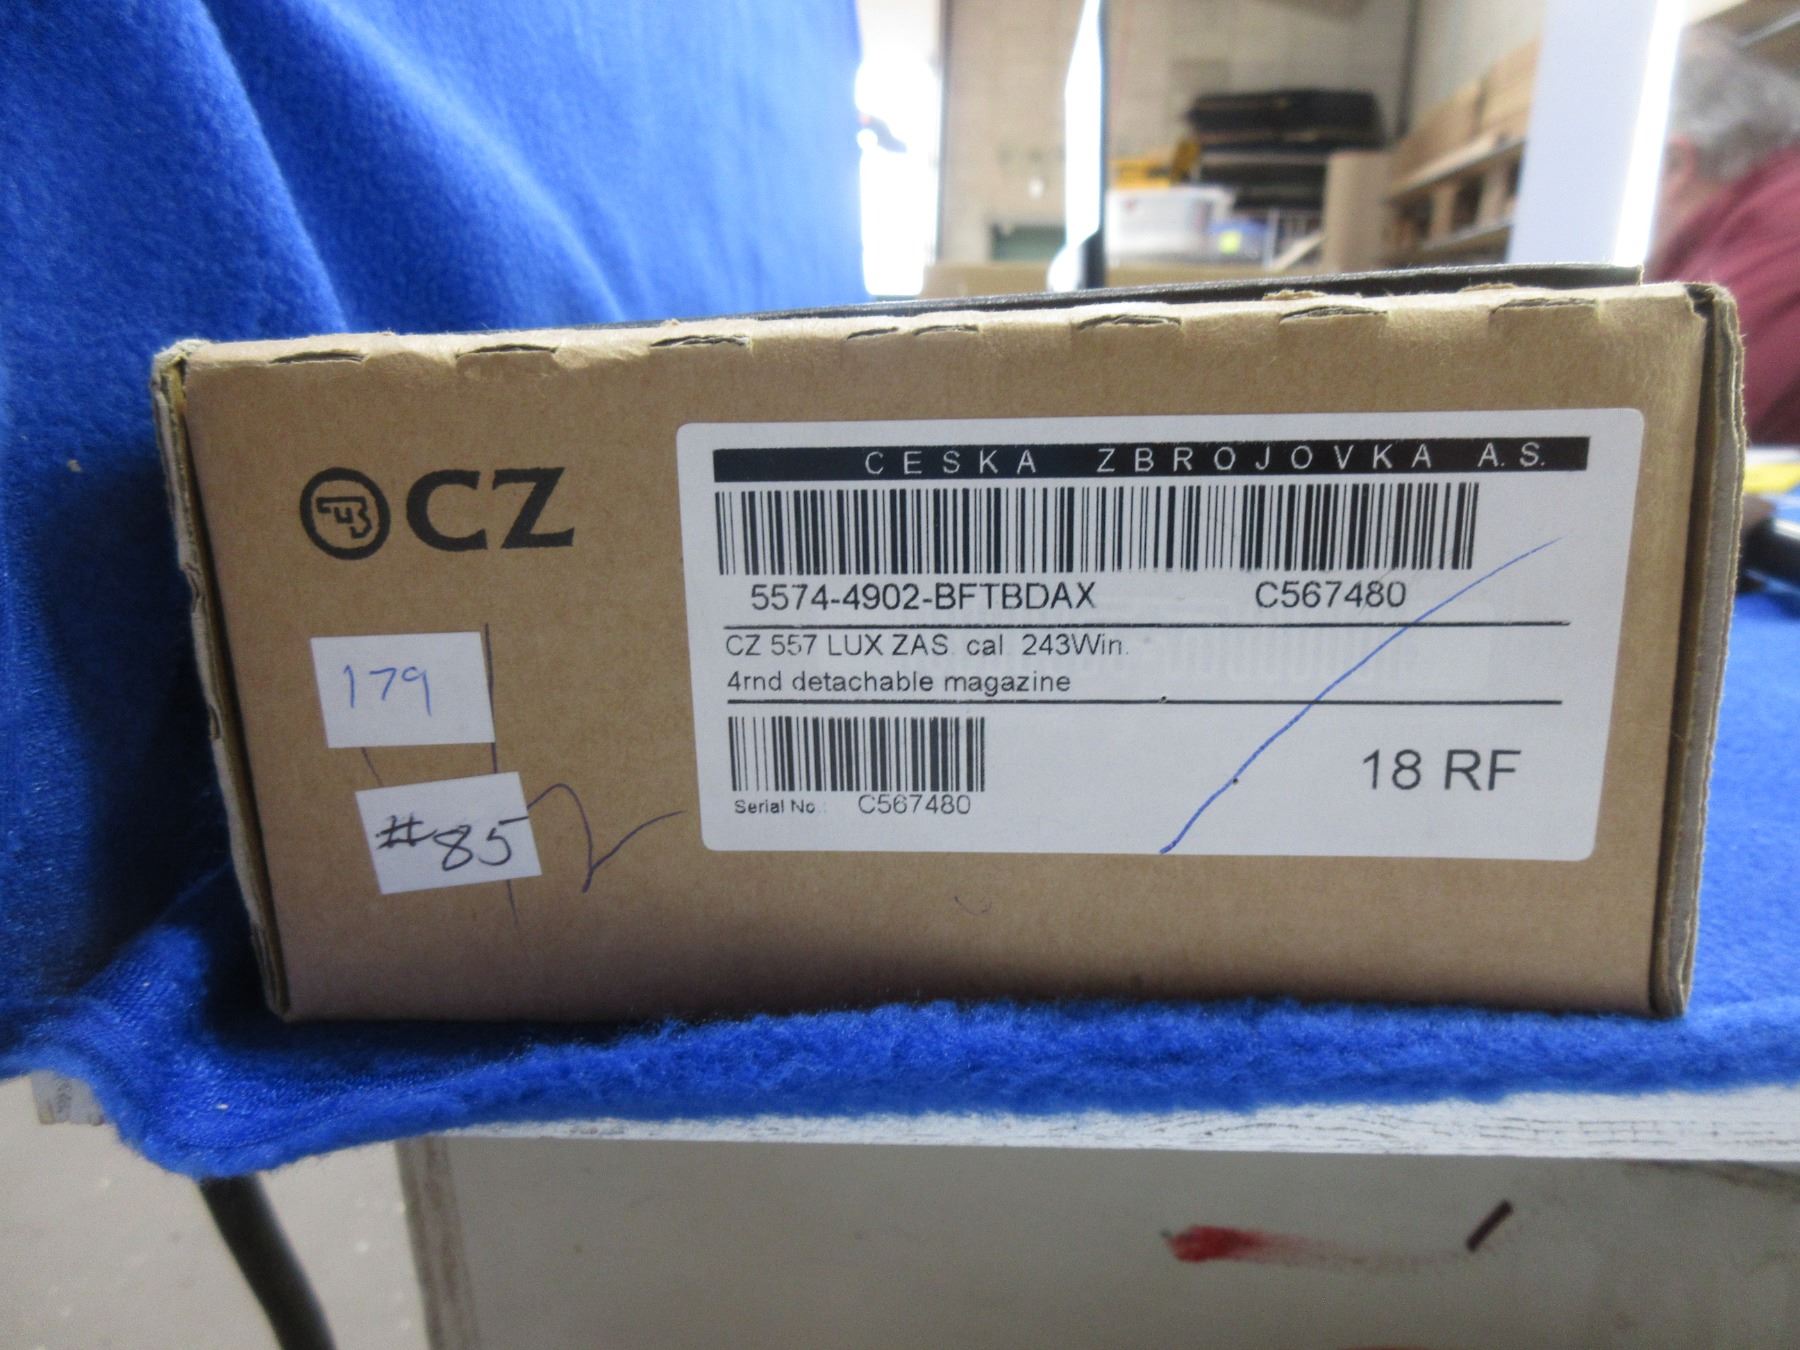 CZ
CESKA ZBROJOVKA A.S.
5574-4902-BFTBDAX C567480
CZ 557 LUX ZAS. cal. 243Win.
4rnd detachable magazine
Serial No.: C567480
18 RF
179
#85